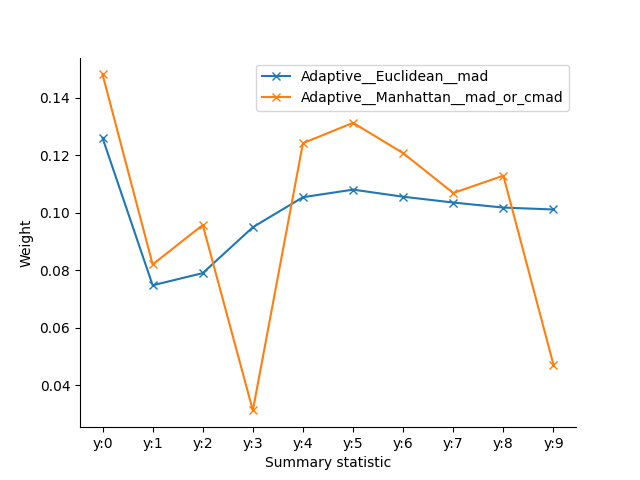 Adaptive__Euclidean__mad
Adaptive__Manhattan__mad_or_cmad
0.14
0.12
0.10
0.08
0.06
0.04
Weight
y:0 y:1 y:2 y:3 y:4 y:5 y:6 y:7 y:8 y:9
Summary statistic